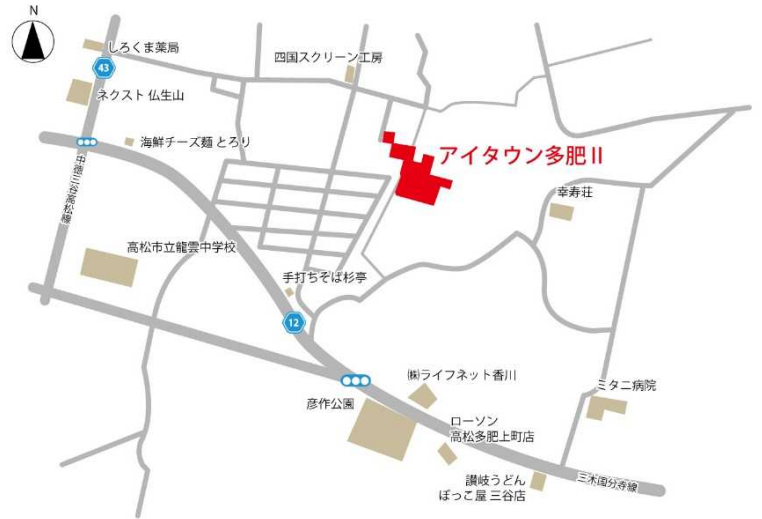 N
しろくま薬局
43
ネクスト 仏生山
四国スクリーン工房
海鮮チーズ麺 とろり
アイタウン多肥Ⅱ
中徳三谷高松線
幸寿荘
高松市立龍雲中学校
手打ちそば杉亭
12
㈱ライフネット香川
彦作公園
ミタニ病院
ローソン
高松多肥上町店
讃岐うどん
ぼっこ屋 三谷店
三木国分寺線